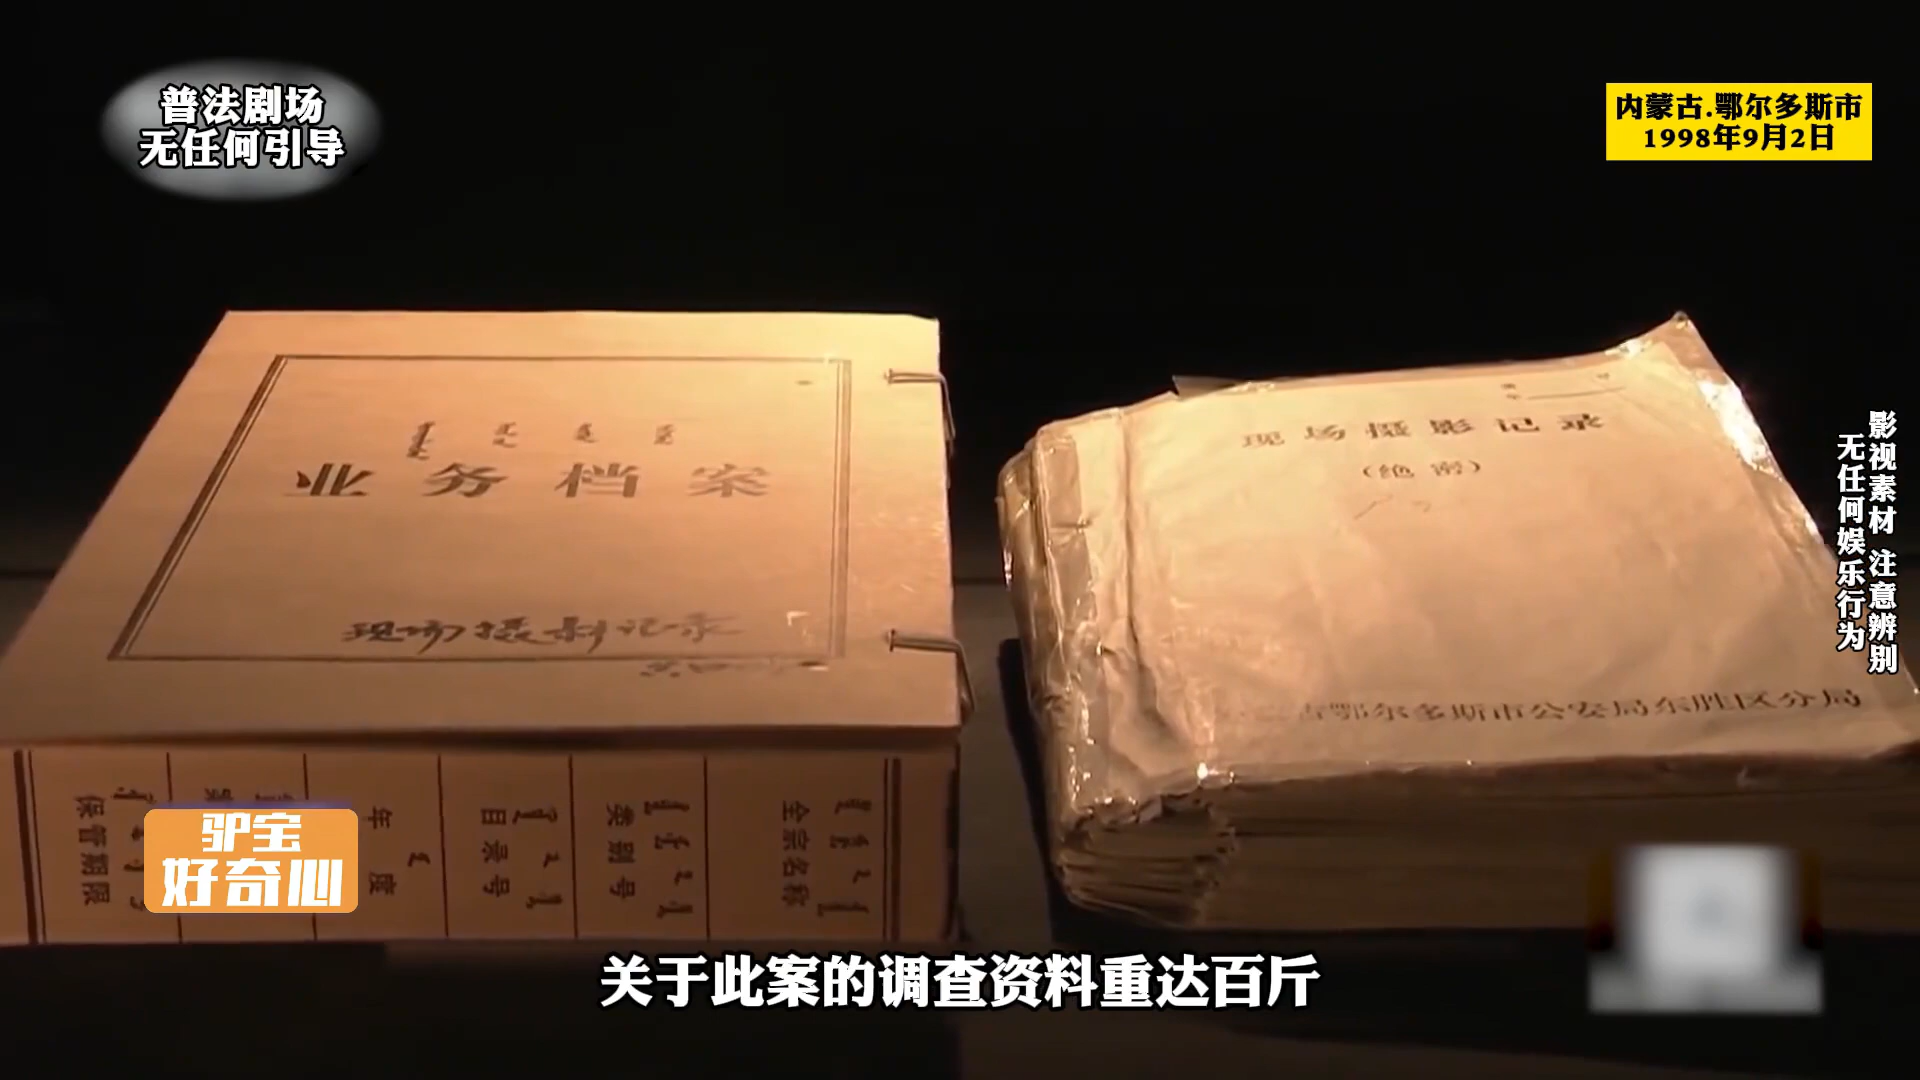 普法剧场
无任何引导
内蒙古.鄂尔多斯市
1998年9月2日
影视素材 注意辨别
无任何娱乐行为
业务档案
现场摄影记录
现场摄影记录
(绝密)
古鄂尔多斯市公安局东胜区分局
保管期限
年度
目录号
类别号
全宗名称
驴宝
好奇心
关于此案的调查资料重达百斤